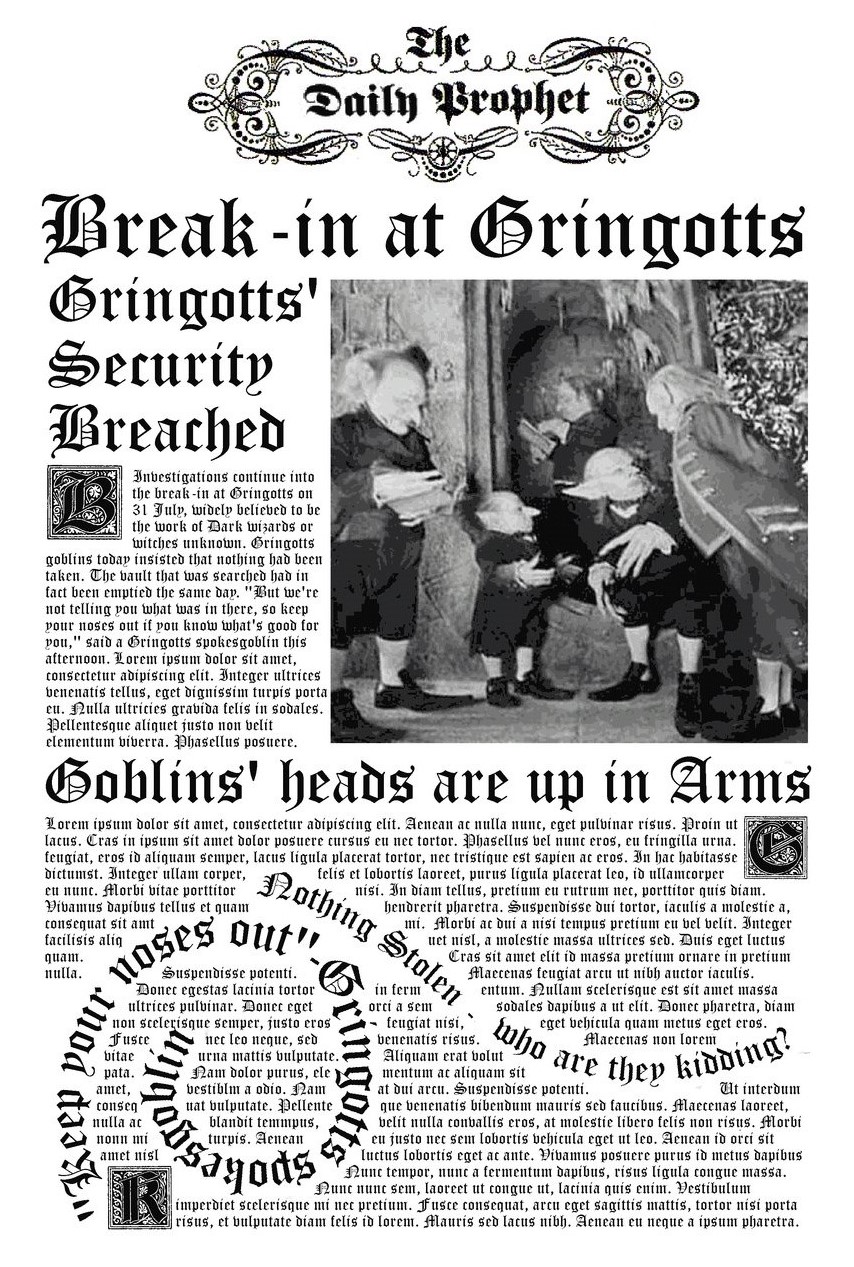 The
Daily Prophet
Break-in at Gringotts
Gringotts'
Security
Breached
13
B
Investigations continue into
the break-in at Gringotts on
31 July, widely believed to be
the work of Dark wizards or
witches unknown. Gringotts
goblins today insisted that nothing had been
taken. The vault that was searched had in
fact been emptied the same day. "But we're
not telling you what was in there, so keep
your noses out if you know what's good for
you," said a Gringotts spokesgoblin this
afternoon. Lorem ipsum dolor sit amet,
consectetur adipiscing elit. Integer ultrices
venenatis tellus, eget dignissim turpis porta
eu. Nulla ultricies gravida felis in sodales.
Pellentesque aliquet justo non velit
elementum viverra. Phasellus posuere.
Goblins' heads are up in Arms
Lorem ipsum dolor sit amet, consectetur adipiscing elit. Aenean ac nulla nunc, eget pulvinar risus. Proin ut
lacus. Cras in ipsum sit amet dolor posuere cursus eu nec tortor. Phasellus vel nunc eros, eu fringilla urna.
feugiat, eros id aliquam semper, lacus ligula placerat tortor, nec tristique est sapien ac eros. In hac habitasse
dictumst. Integer ullam corper, felis et lobortis laoreet, purus ligula placerat leo, id ullamcorper
eu nunc. Morbi vitae porttitor nisi. In diam tellus, pretium eu rutrum nec, porttitor quis diam.
Vivamus dapibus tellus et quam hendrerit pharetra. Suspendisse dui tortor, iaculis a molestie a,
consequat sit amt mi. Morbi ac dui a nisi tempus pretium eu vel velit. Integer
facilisis aliq uet nisl, a molestie massa ultrices sed. Duis eget luctus
quam. Cras sit amet elit id massa pretium ornare in pretium
nulla. Suspendisse potenti. Maecenas feugiat arcu ut nibh auctor iaculis.
Donec egestas lacinia tortor in ferm entum. Nullam scelerisque est sit amet massa
ultrices pulvinar. Donec eget orci a sem sodales dapibus a ut elit. Donec pharetra, diam
non scelerisque semper, justo eros feugiat nisi, eget vehicula quam metus eget eros.
Fusce nec leo neque, sed venenatis risus. Maecenas non lorem
vitae urna mattis vulputate. Aliquam erat volut
pata. Nam dolor purus, ele mentum ac aliquam sit
amet, vestiblm a odio. Nam at dui arcu. Suspendisse potenti. Ut interdum
conseq uat vulputate. Pellente que venenatis bibendum mauris sed faucibus. Maecenas laoreet,
nulla ac blandit temmpus, velit nulla convallis eros, at molestie libero felis non risus. Morbi
nonn mi turpis. Aenean eu justo nec sem lobortis vehicula eget ut leo. Aenean id orci sit
amet nisl luctus lobortis eget ac ante. Vivamus posuere purus id metus dapibus
Nunc tempor, nunc a fermentum dapibus, risus ligula congue massa.
Nunc nunc sem, laoreet ut congue ut, lacinia quis enim. Vestibulum
imperdiet scelerisque mi nec pretium. Fusce consequat, arcu eget sagittis mattis, tortor nisi porta
risus, et vulputate diam felis id lorem. Mauris sed lacus nibh. Aenean eu neque a ipsum pharetra.
"Keep your noses out"-Gringotts spokesgoblin
Nothing Stolen - who are they kidding?
R